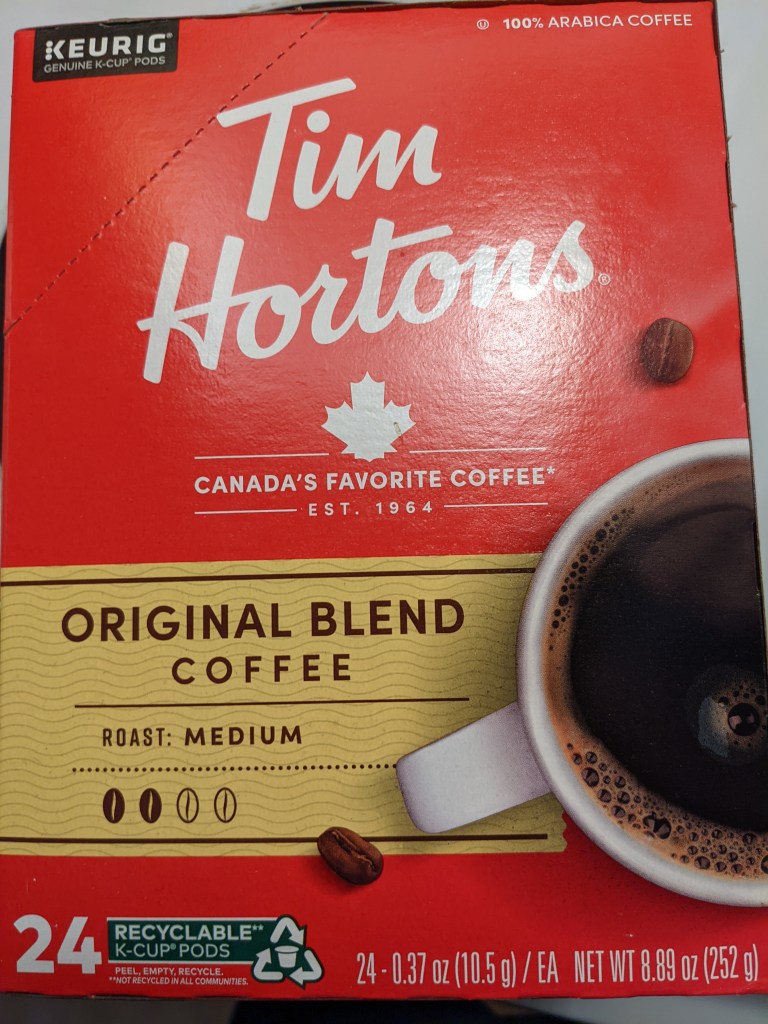 KEURIG®
GENUINE K-CUP® PODS
Ⓤ 100% ARABICA COFFEE
Tim
Hortons®
CANADA'S FAVORITE COFFEE*
EST. 1964
ORIGINAL BLEND
COFFEE
ROAST: MEDIUM
24
RECYCLABLE**
K-CUP® PODS
PEEL, EMPTY, RECYCLE.
**NOT RECYCLED IN ALL COMMUNITIES.
24 - 0.37 oz (10.5 g) / EA NET WT 8.89 oz (252 g)